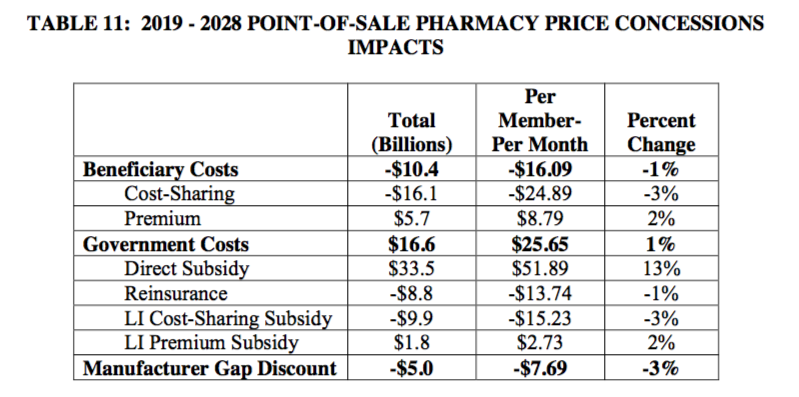 TABLE 11: 2019 - 2028 POINT-OF-SALE PHARMACY PRICE CONCESSIONS
IMPACTS
Total
(Billions)
Per
Member-
Per Month
Percent
Change
Beneficiary Costs -$10.4 -$16.09 -1%
Cost-Sharing -$16.1 -$24.89 -3%
Premium $5.7 $8.79 2%
Government Costs $16.6 $25.65 1%
Direct Subsidy $33.5 $51.89 13%
Reinsurance -$8.8 -$13.74 -1%
LI Cost-Sharing Subsidy -$9.9 -$15.23 -3%
LI Premium Subsidy $1.8 $2.73 2%
Manufacturer Gap Discount -$5.0 -$7.69 -3%